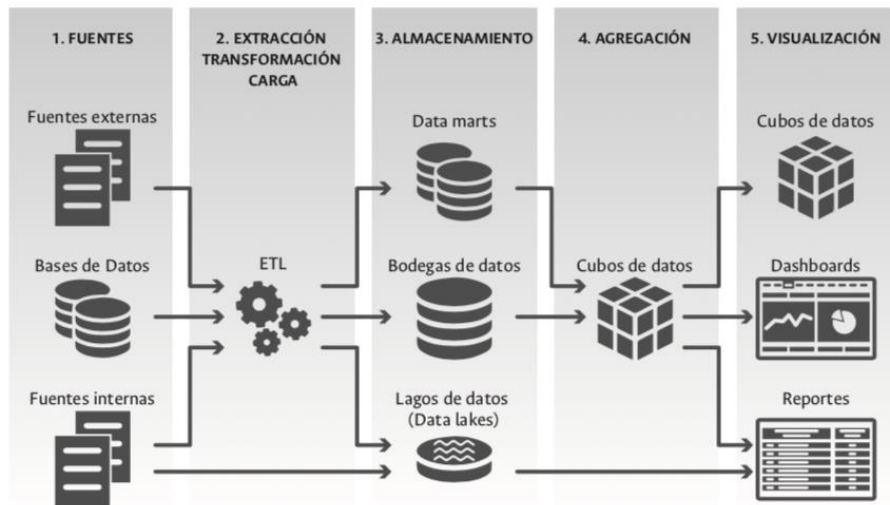 1. FUENTES
2. EXTRACCIÓN
TRANSFORMACIÓN
CARGA
3. ALMACENAMIENTO
4. AGREGACIÓN
5. VISUALIZACIÓN
Fuentes externas
Bases de Datos
Fuentes internas
ETL
Data marts
Bodegas de datos
Lagos de datos
(Data lakes)
Cubos de datos
Cubos de datos
Dashboards
Reportes